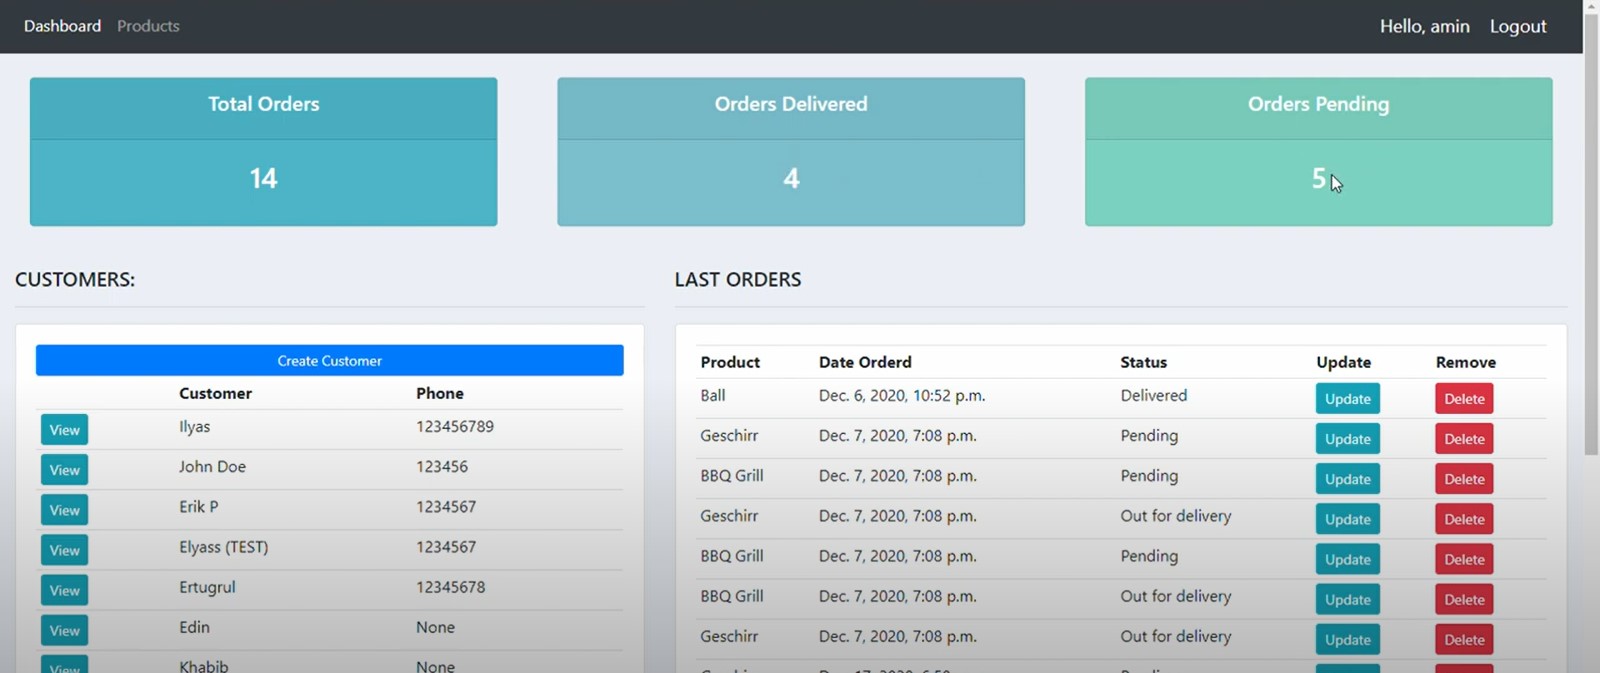 Dashboard Products Hello, amin Logout
Total Orders Orders Delivered Orders Pending
14 4 5
CUSTOMERS: LAST ORDERS
Create Customer
Customer Phone
View Ilyas 123456789
View John Doe 123456
View Erik P 1234567
View Elyass (TEST) 1234567
View Ertugrul 12345678
View Edin None
View Khabib None
Product Date Orderd Status Update Remove
Ball Dec. 6, 2020, 10:52 p.m. Delivered Update Delete
Geschirr Dec. 7, 2020, 7:08 p.m. Pending Update Delete
BBQ Grill Dec. 7, 2020, 7:08 p.m. Pending Update Delete
Geschirr Dec. 7, 2020, 7:08 p.m. Out for delivery Update Delete
BBQ Grill Dec. 7, 2020, 7:08 p.m. Pending Update Delete
BBQ Grill Dec. 7, 2020, 7:08 p.m. Out for delivery Update Delete
Geschirr Dec. 7, 2020, 7:08 p.m. Out for delivery Update Delete